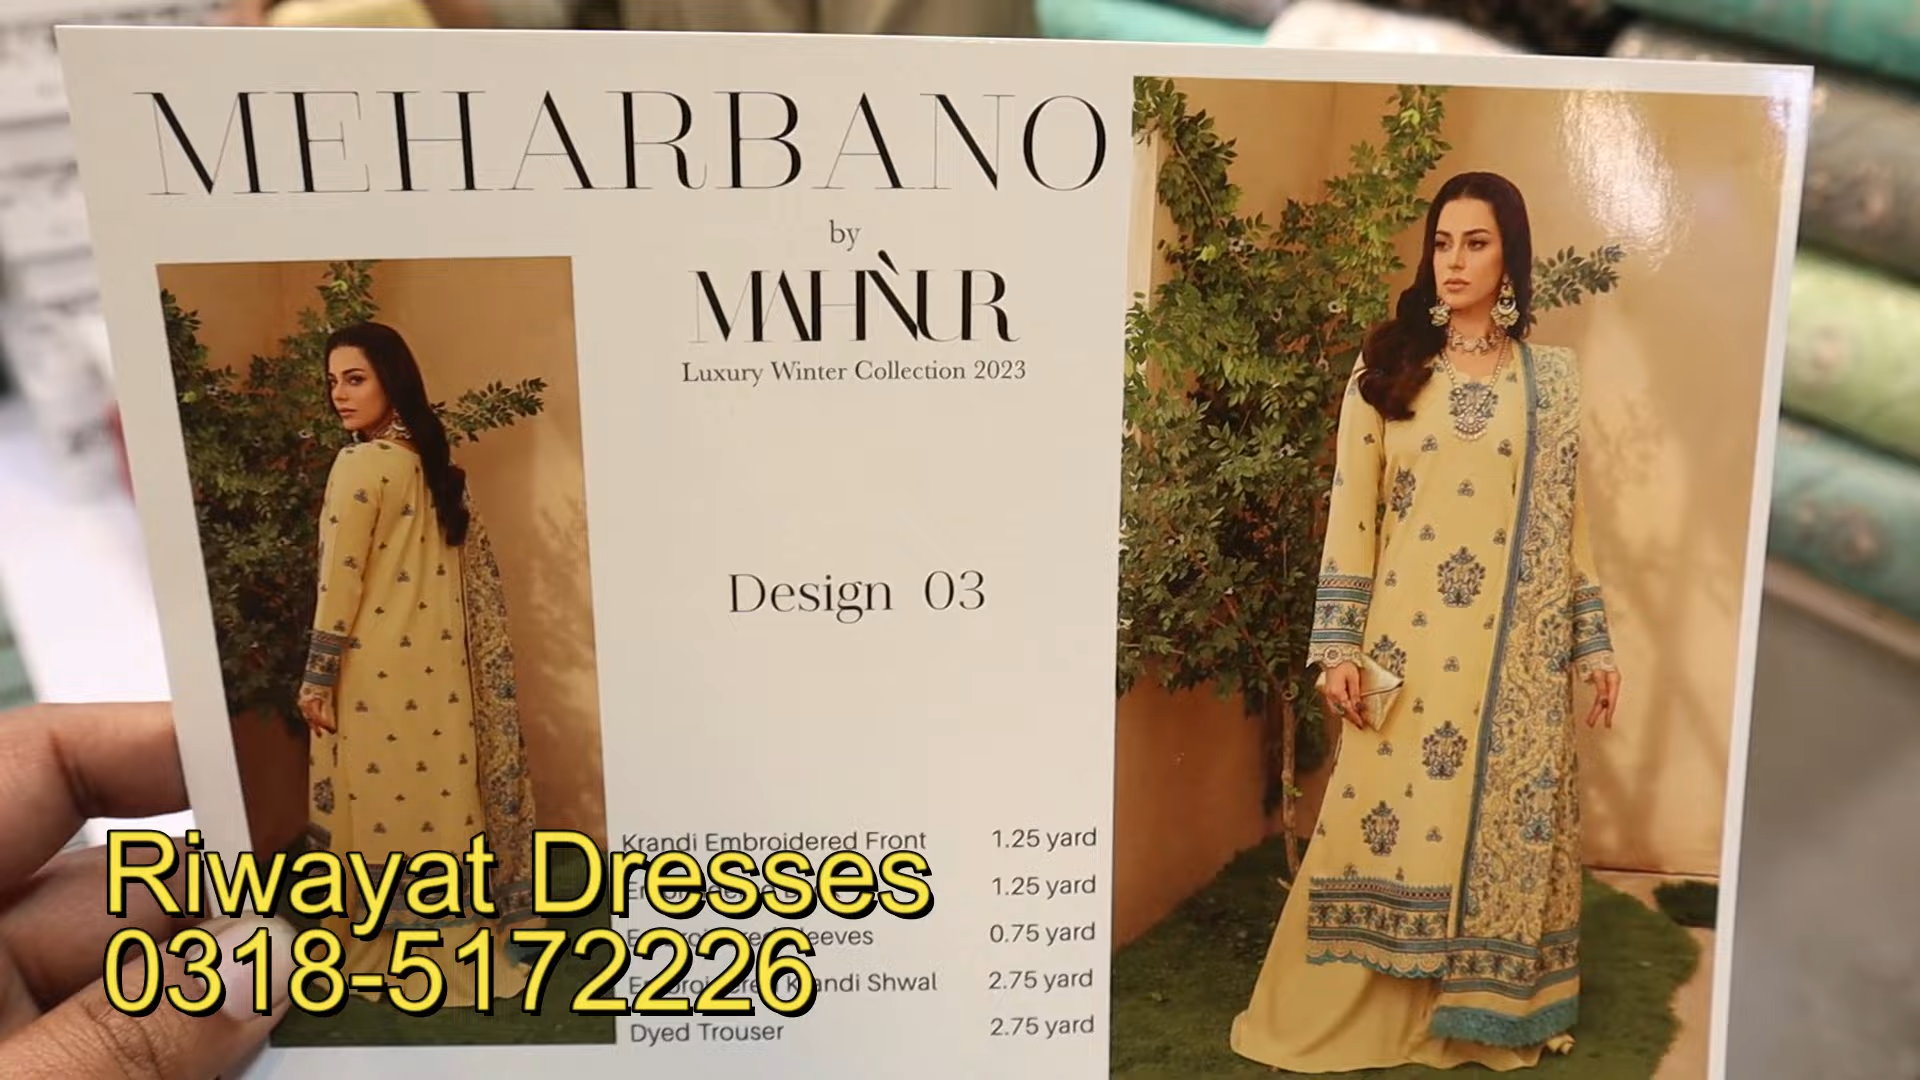 MEHARBANO
by
MAHNUR
Luxury Winter Collection 2023
Design 03
Krandi Embroidered Front 1.25 yard
1.25 yard
0.75 yard
Shwal 2.75 yard
Dyed Trouser 2.75 yard
Riwayat Dresses
0318-5172226